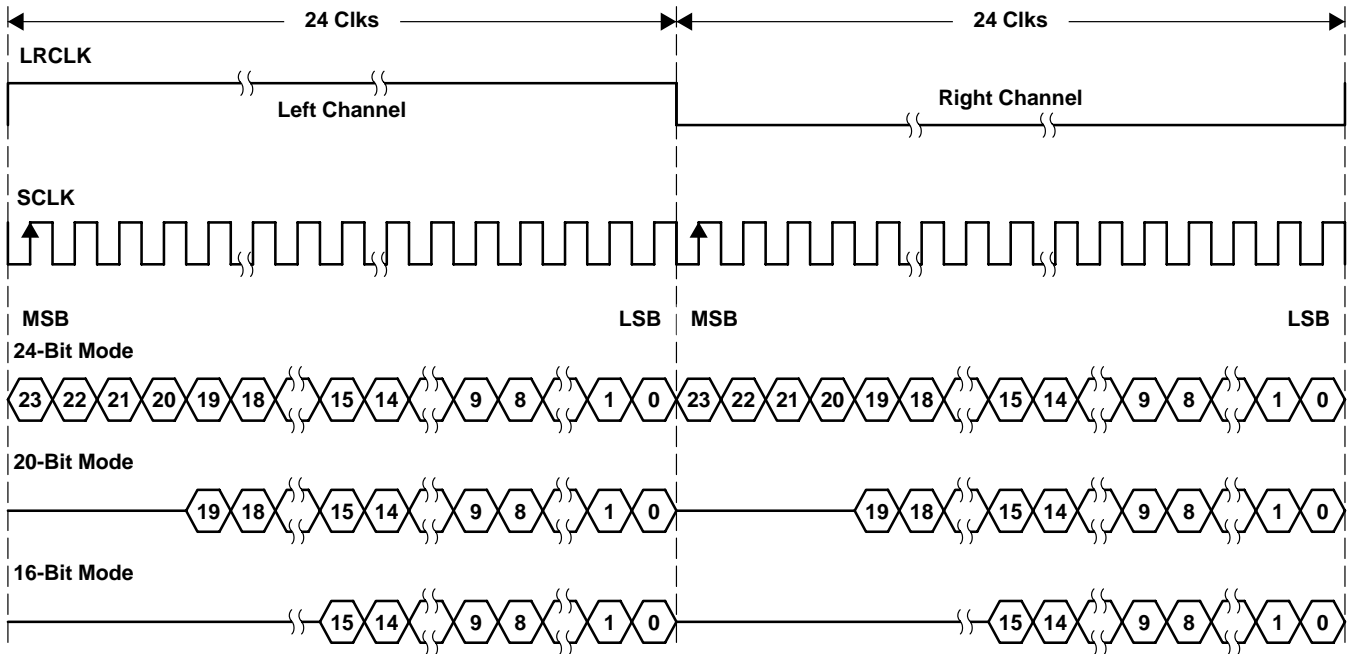 24 Clks 24 Clks
LRCLK
Left Channel Right Channel
SCLK
MSB LSB MSB LSB
24-Bit Mode
23 22 21 20 19 18 15 14 9 8 1 0 23 22 21 20 19 18 15 14 9 8 1 0
20-Bit Mode
19 18 15 14 9 8 1 0 19 18 15 14 9 8 1 0
16-Bit Mode
15 14 9 8 1 0 15 14 9 8 1 0